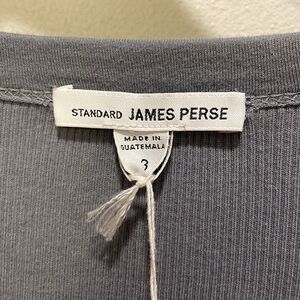 STANDARD JAMES PERSE
MADE IN
GUATEMALA
3